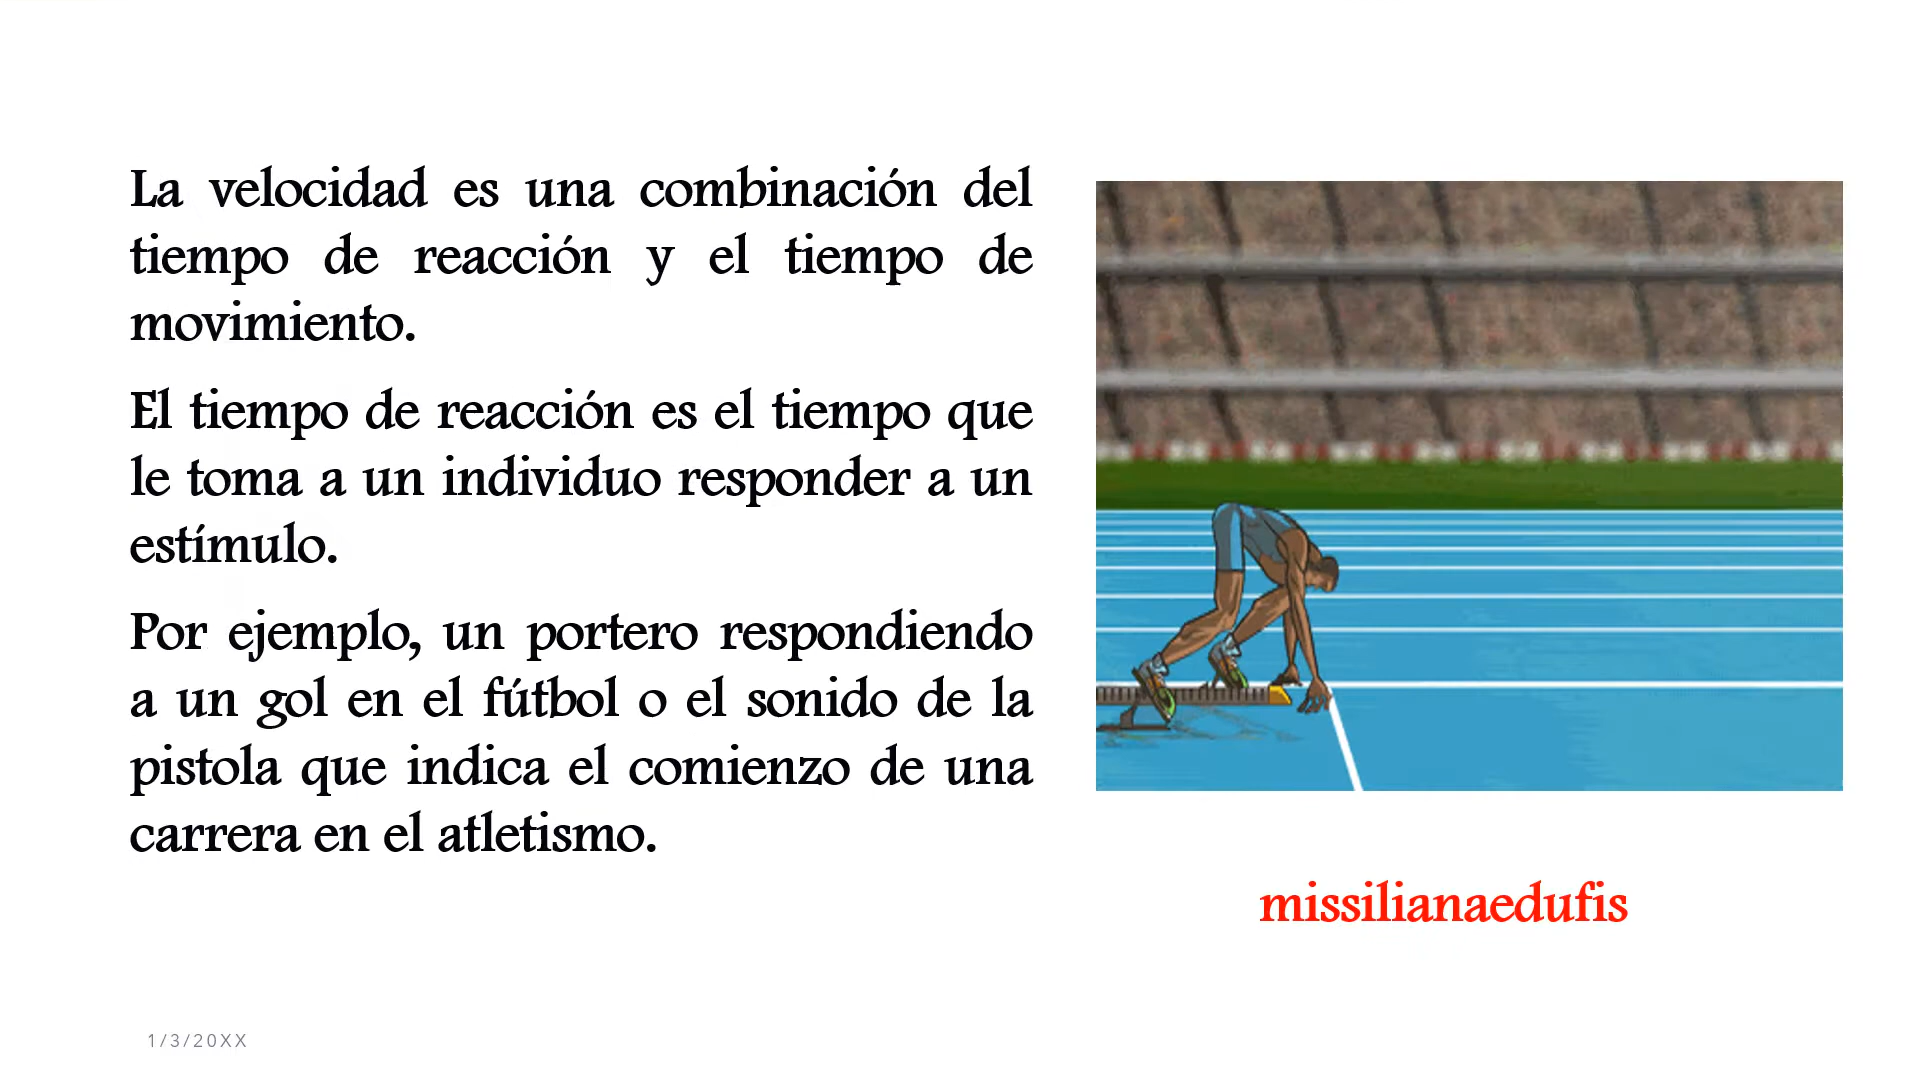 La velocidad es una combinación del
tiempo de reacción y el tiempo de
movimiento.
El tiempo de reacción es el tiempo que
le toma a un individuo responder a un
estímulo.
Por ejemplo, un portero respondiendo
a un gol en el fútbol o el sonido de la
pistola que indica el comienzo de una
carrera en el atletismo.
missilianaedufis
1/3/20XX